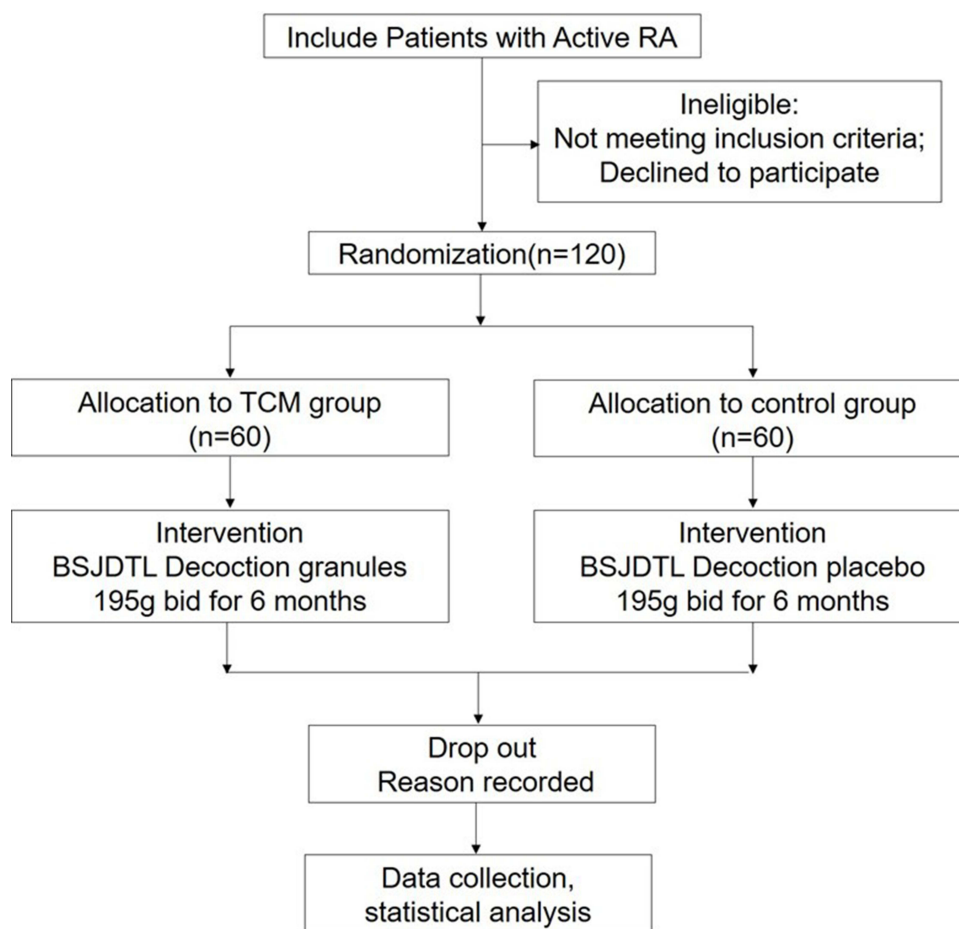 Include Patients with Active RA
Ineligible:
Not meeting inclusion criteria;
Declined to participate
Randomization(n=120)
Allocation to TCM group
(n=60)
Allocation to control group
(n=60)
Intervention
BSJDTL Decoction granules
195g bid for 6 months
Intervention
BSJDTL Decoction placebo
195g bid for 6 months
Drop out
Reason recorded
Data collection,
statistical analysis